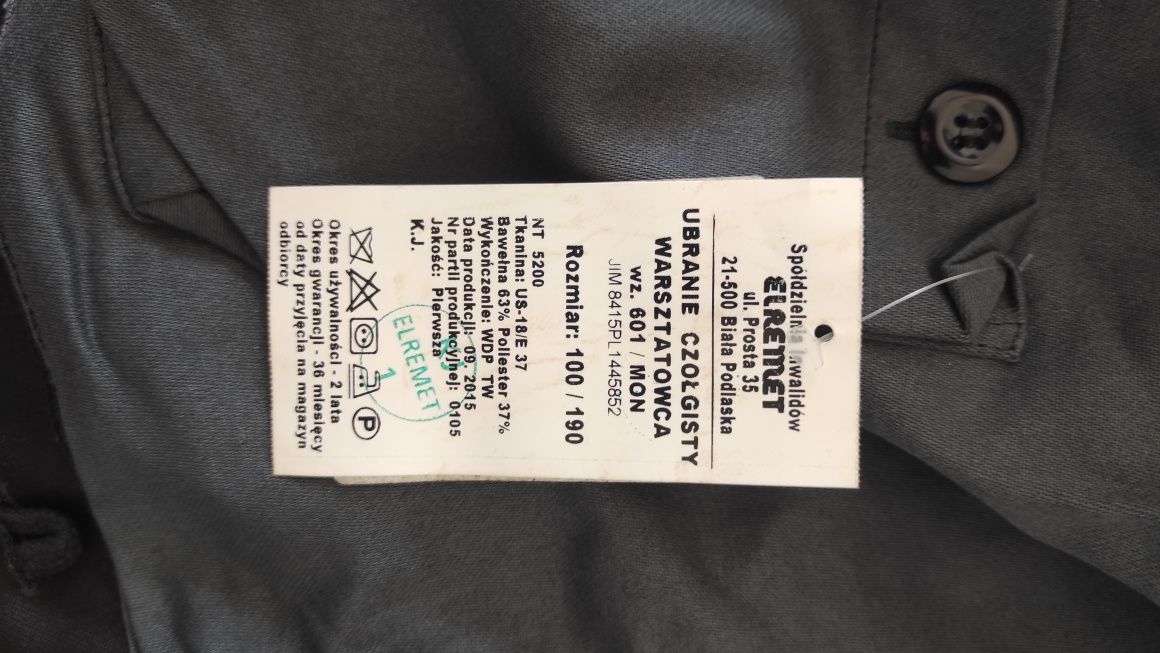 Spółdzielnia Inwalidów
ELREMET
ul. Prosta 35
21-500 Biała Podlaska
UBRANIE CZOŁGISTY
WARSZTATOWCA
wz. 601 / MON
JIM 8415PL1445852
Rozmiar: 100 / 190
NT 5200
Tkanina: US-18/E 37
Bawełna 63% Poliester 37%
Wykończenie: WDP TW
Data produkcji: 09 2015
Nr partii produkcyjnej: 0105
Jakość: Pierwsza
K.J.
ELREMET
1
P
Okres używalności - 2 lata
Okres gwarancji - 36 miesięcy
od daty przyjęcia na magazyn
odbiorcy